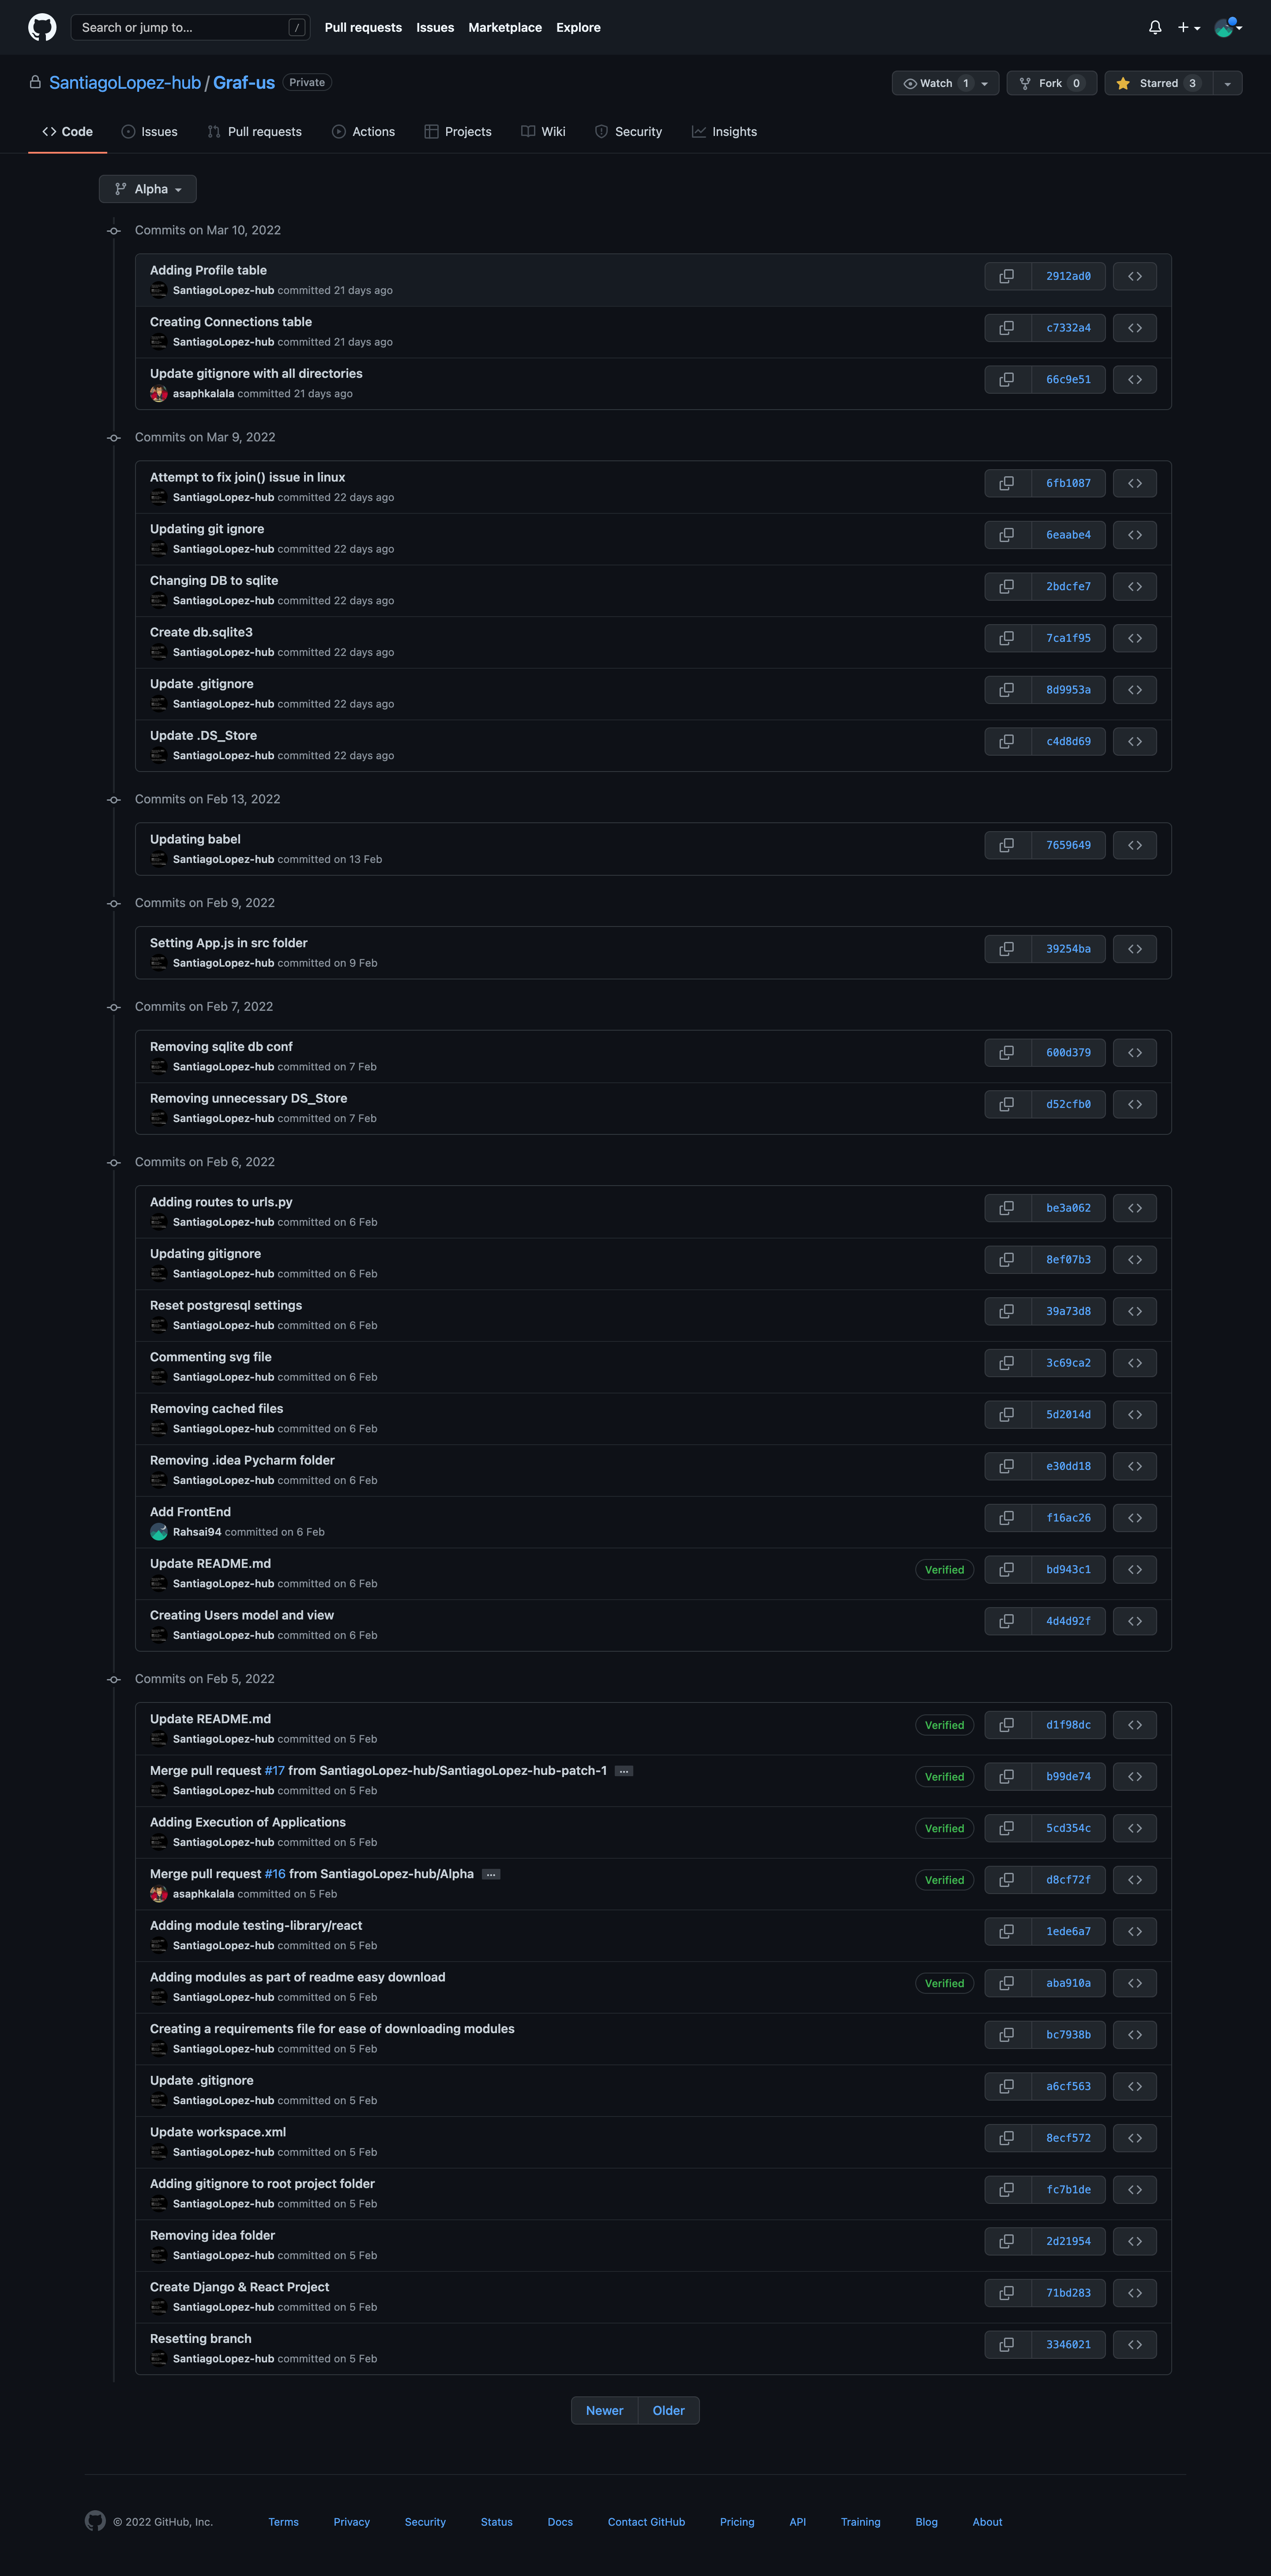 Search or jump to... /
Pull requests Issues Marketplace Explore
SantiagoLopez-hub / Graf-us Private
Watch 1 Fork 0 Starred 3
Code Issues Pull requests Actions Projects Wiki Security Insights
Alpha
Commits on Mar 10, 2022
Adding Profile table
SantiagoLopez-hub committed 21 days ago
2912ad0
Creating Connections table
SantiagoLopez-hub committed 21 days ago
c7332a4
Update gitignore with all directories
asaphkalala committed 21 days ago
66c9e51
Commits on Mar 9, 2022
Attempt to fix join() issue in linux
SantiagoLopez-hub committed 22 days ago
6fb1087
Updating git ignore
SantiagoLopez-hub committed 22 days ago
6eaabe4
Changing DB to sqlite
SantiagoLopez-hub committed 22 days ago
2bdcfe7
Create db.sqlite3
SantiagoLopez-hub committed 22 days ago
7ca1f95
Update .gitignore
SantiagoLopez-hub committed 22 days ago
8d9953a
Update .DS_Store
SantiagoLopez-hub committed 22 days ago
c4d8d69
Commits on Feb 13, 2022
Updating babel
SantiagoLopez-hub committed on 13 Feb
7659649
Commits on Feb 9, 2022
Setting App.js in src folder
SantiagoLopez-hub committed on 9 Feb
39254ba
Commits on Feb 7, 2022
Removing sqlite db conf
SantiagoLopez-hub committed on 7 Feb
600d379
Removing unnecessary DS_Store
SantiagoLopez-hub committed on 7 Feb
d52cfb0
Commits on Feb 6, 2022
Adding routes to urls.py
SantiagoLopez-hub committed on 6 Feb
be3a062
Updating gitignore
SantiagoLopez-hub committed on 6 Feb
8ef07b3
Reset postgresql settings
SantiagoLopez-hub committed on 6 Feb
39a73d8
Commenting svg file
SantiagoLopez-hub committed on 6 Feb
3c69ca2
Removing cached files
SantiagoLopez-hub committed on 6 Feb
5d2014d
Removing .idea Pycharm folder
SantiagoLopez-hub committed on 6 Feb
e30dd18
Add FrontEnd
Rahsai94 committed on 6 Feb
f16ac26
Update README.md
SantiagoLopez-hub committed on 6 Feb
Verified bd943c1
Creating Users model and view
SantiagoLopez-hub committed on 6 Feb
4d4d92f
Commits on Feb 5, 2022
Update README.md
SantiagoLopez-hub committed on 5 Feb
Verified d1f98dc
Merge pull request #17 from SantiagoLopez-hub/SantiagoLopez-hub-patch-1 ...
SantiagoLopez-hub committed on 5 Feb
Verified b99de74
Adding Execution of Applications
SantiagoLopez-hub committed on 5 Feb
Verified 5cd354c
Merge pull request #16 from SantiagoLopez-hub/Alpha ...
asaphkalala committed on 5 Feb
Verified d8cf72f
Adding module testing-library/react
SantiagoLopez-hub committed on 5 Feb
1ede6a7
Adding modules as part of readme easy download
SantiagoLopez-hub committed on 5 Feb
Verified aba910a
Creating a requirements file for ease of downloading modules
SantiagoLopez-hub committed on 5 Feb
bc7938b
Update .gitignore
SantiagoLopez-hub committed on 5 Feb
a6cf563
Update workspace.xml
SantiagoLopez-hub committed on 5 Feb
8ecf572
Adding gitignore to root project folder
SantiagoLopez-hub committed on 5 Feb
fc7b1de
Removing idea folder
SantiagoLopez-hub committed on 5 Feb
2d21954
Create Django & React Project
SantiagoLopez-hub committed on 5 Feb
71bd283
Resetting branch
SantiagoLopez-hub committed on 5 Feb
3346021
Newer Older
© 2022 GitHub, Inc. Terms Privacy Security Status Docs Contact GitHub Pricing API Training Blog About